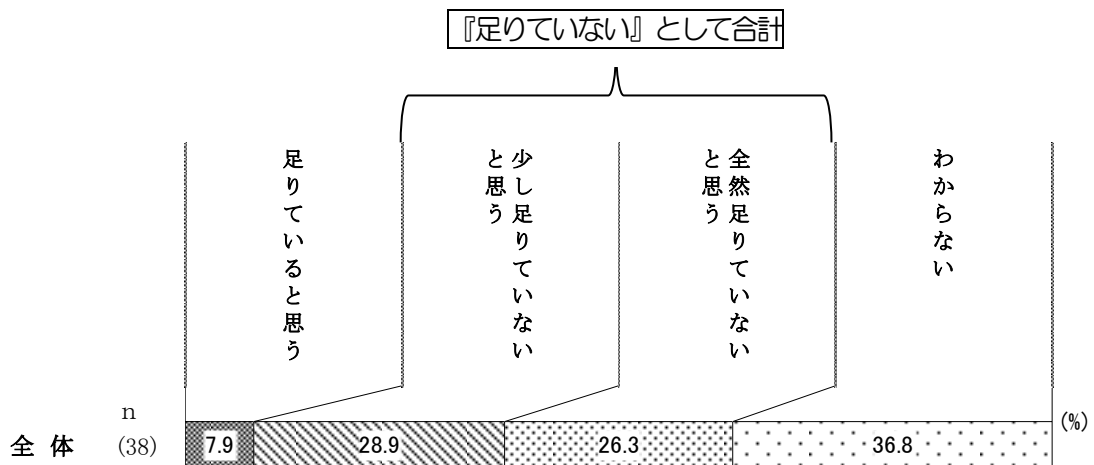 『足りていない』として合計
足りていると思う
少し足りていない
と思う
全然足りていない
と思う
わからない
n
(%)
全 体 (38) 7.9 28.9 26.3 36.8